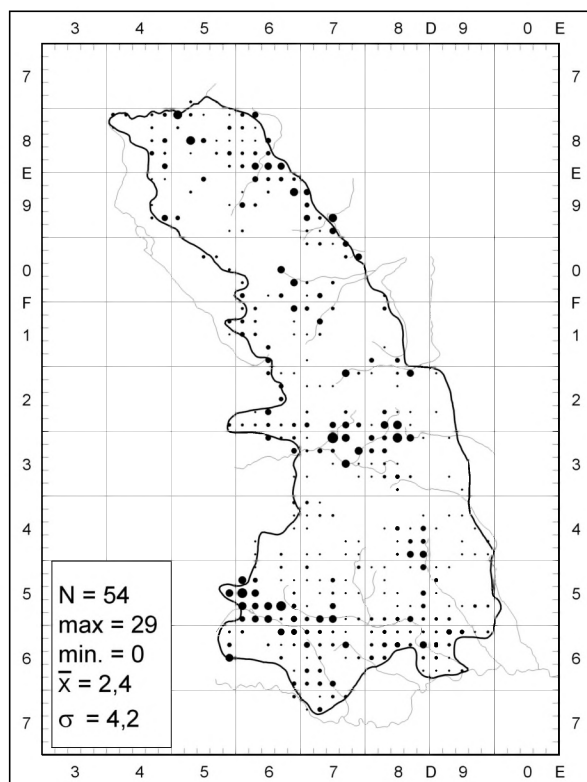 3 4 5 6 7 8 D 9 0 E
7 7
8 8
E E
9 9
0 0
F F
1 1
2 2
3 3
4 4
5 5
6 6
7 7
N = 54
max = 29
min. = 0
x̅ = 2,4
σ = 4,2
3 4 5 6 7 8 D 9 0 E